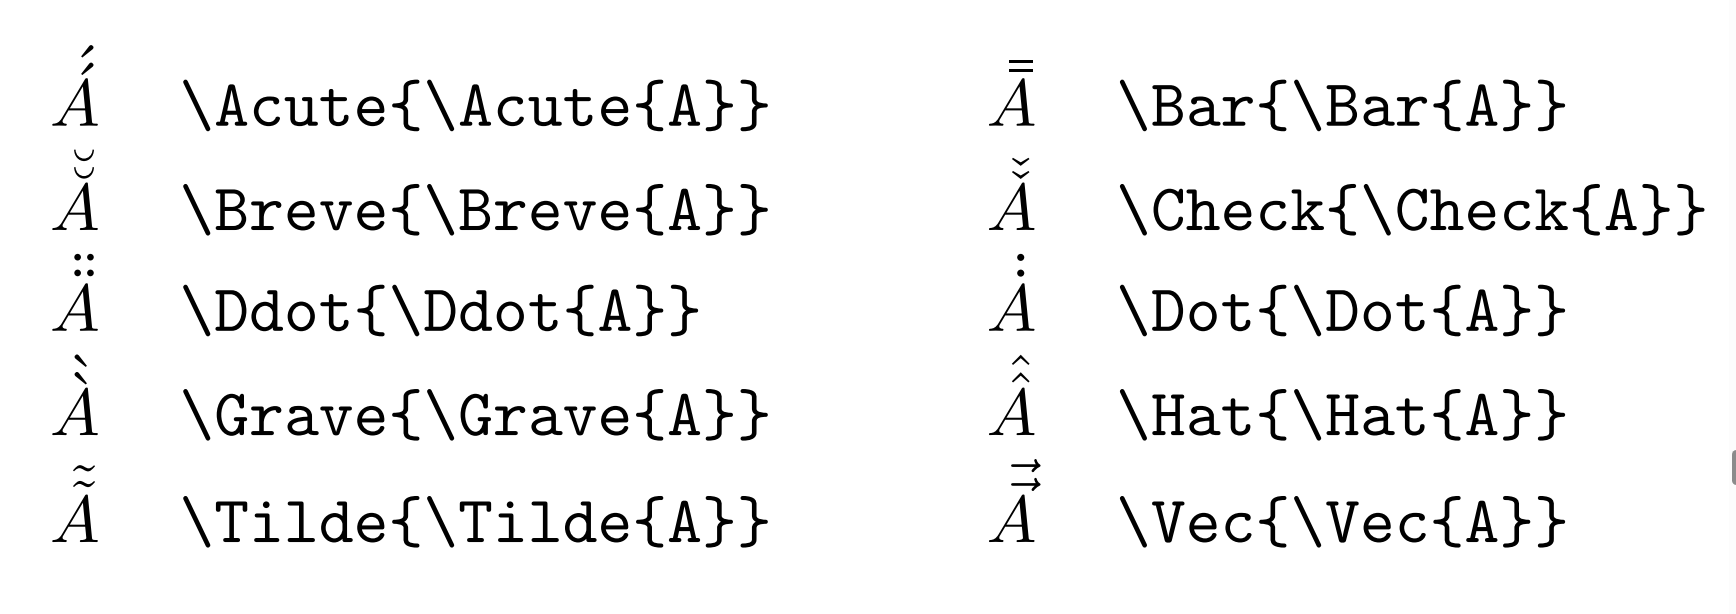 A̋ \Acute{\Acute{A}} A̿ \Bar{\Bar{A}}
Ă̆ \Breve{\Breve{A}} Ǎ̌ \Check{\Check{A}}
Ä̈ \Ddot{\Ddot{A}} Ȧ̇ \Dot{\Dot{A}}
À̀ \Grave{\Grave{A}} Â̂ \Hat{\Hat{A}}
Ã̃ \Tilde{\Tilde{A}} A⃗⃗ \Vec{\Vec{A}}